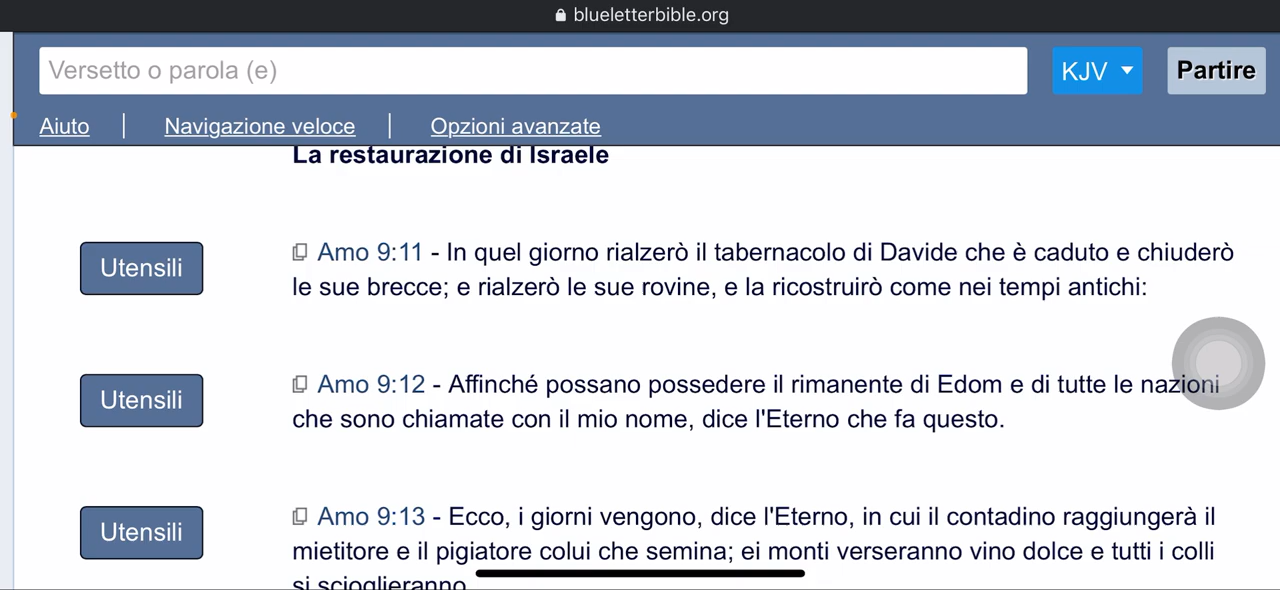 blueletterbible.org
Versetto o parola (e)
KJV
Partire
Aiuto
Navigazione veloce
Opzioni avanzate
La restaurazione di Israele
Utensili
Amo 9:11 - In quel giorno rialzerò il tabernacolo di Davide che è caduto e chiuderò
le sue brecce; e rialzerò le sue rovine, e la ricostruirò come nei tempi antichi:
Utensili
Amo 9:12 - Affinché possano possedere il rimanente di Edom e di tutte le nazioni
che sono chiamate con il mio nome, dice l'Eterno che fa questo.
Utensili
Amo 9:13 - Ecco, i giorni vengono, dice l'Eterno, in cui il contadino raggiungerà il
mietitore e il pigiatore colui che semina; ei monti verseranno vino dolce e tutti i colli
si scioglieranno